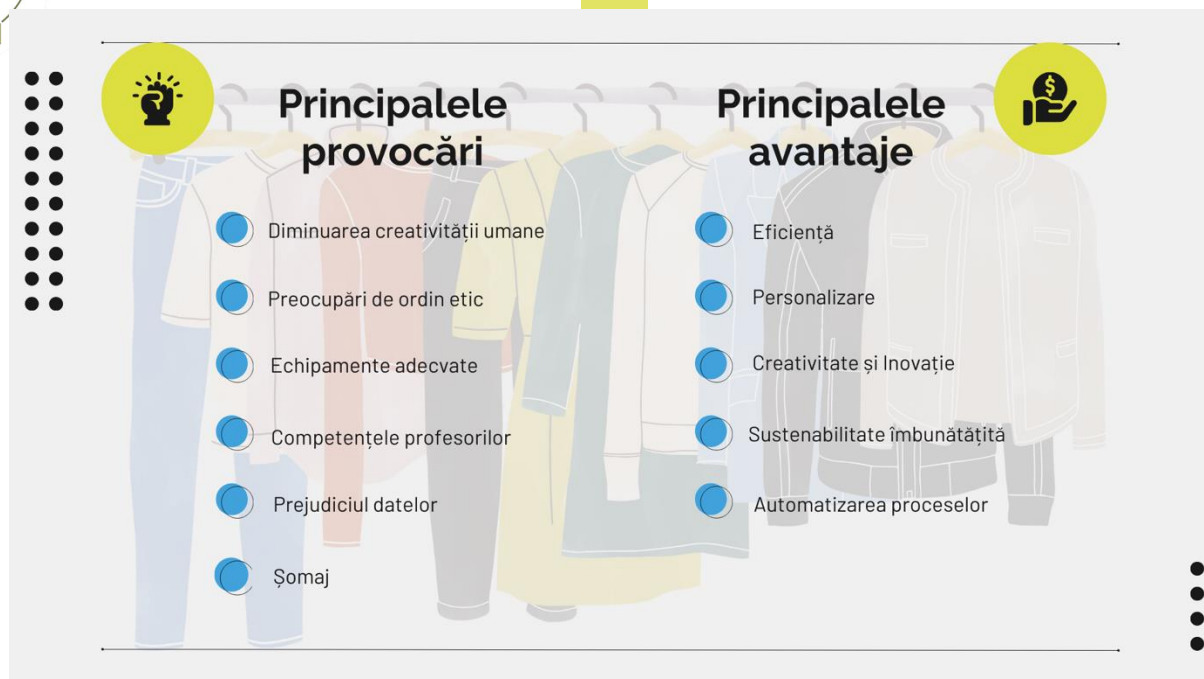 Principalele
provocări
Diminuarea creativității umane
Preocupări de ordin etic
Echipamente adecvate
Competențele profesorilor
Prejudiciul datelor
Șomaj
Principalele
avantaje
Eficiență
Personalizare
Creativitate și Inovație
Sustenabilitate îmbunătățită
Automatizarea proceselor